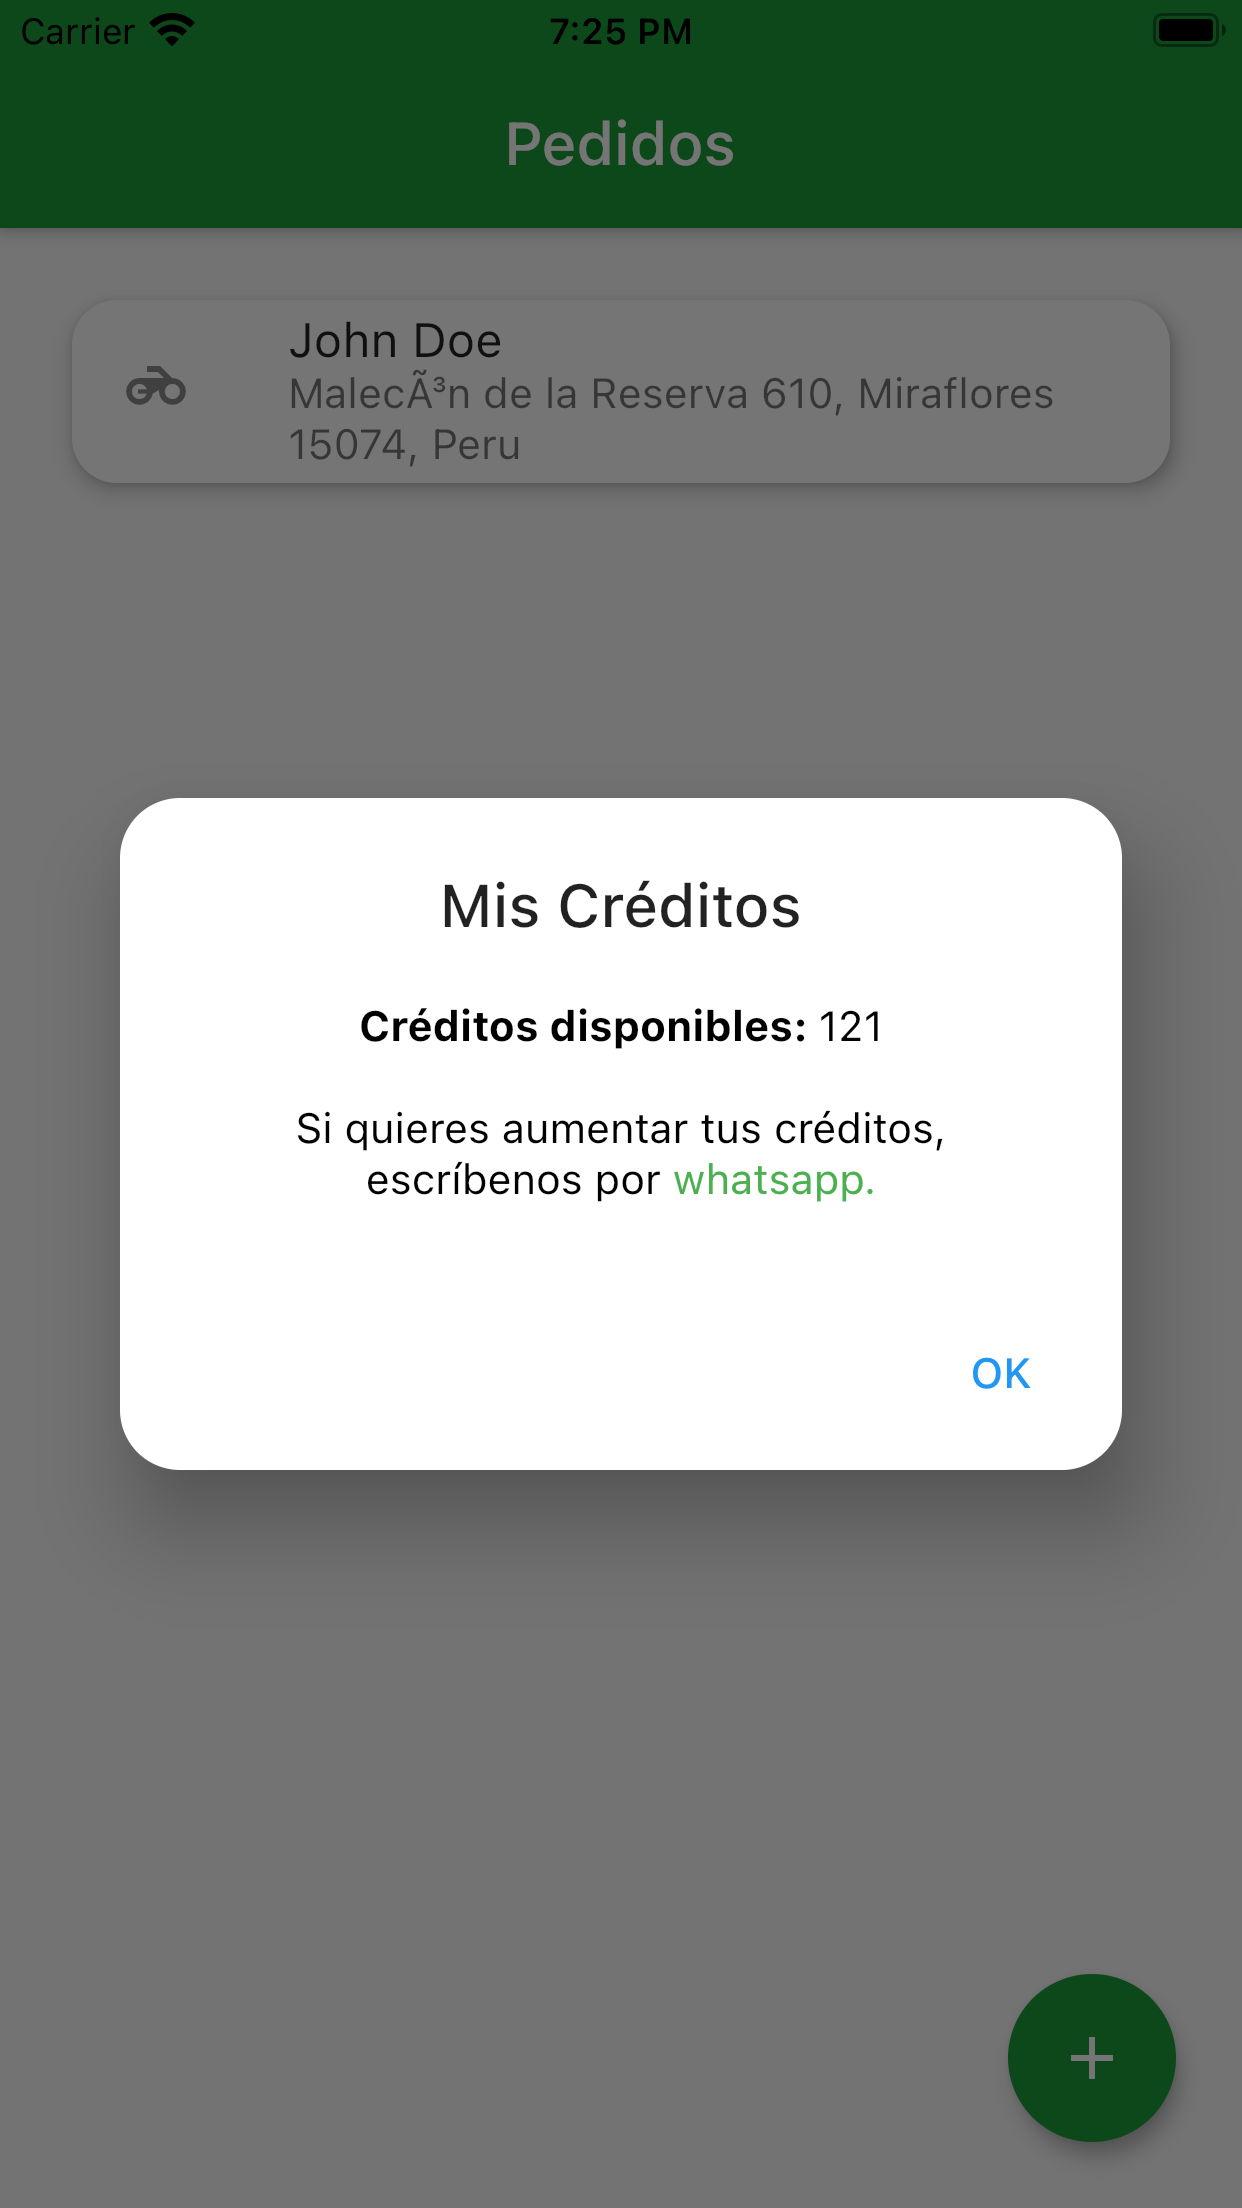 Carrier 7:25 PM
Pedidos
John Doe
MalecÃ³n de la Reserva 610, Miraflores
15074, Peru
Mis Créditos
Créditos disponibles: 121
Si quieres aumentar tus créditos,
escríbenos por whatsapp.
OK
+